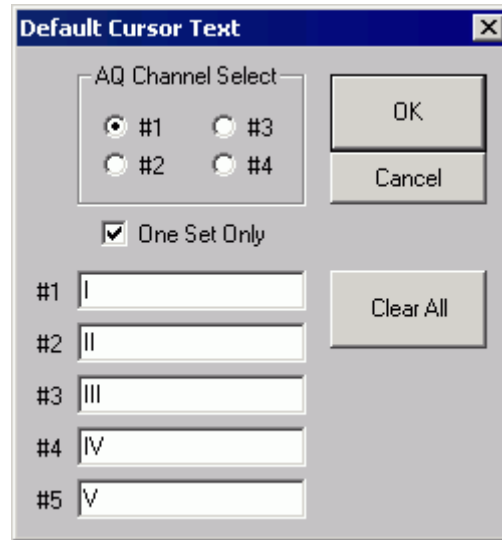 Default Cursor Text
AQ Channel Select
#1 #3
#2 #4
OK
Cancel
One Set Only
#1 I
Clear All
#2 II
#3 III
#4 IV
#5 V